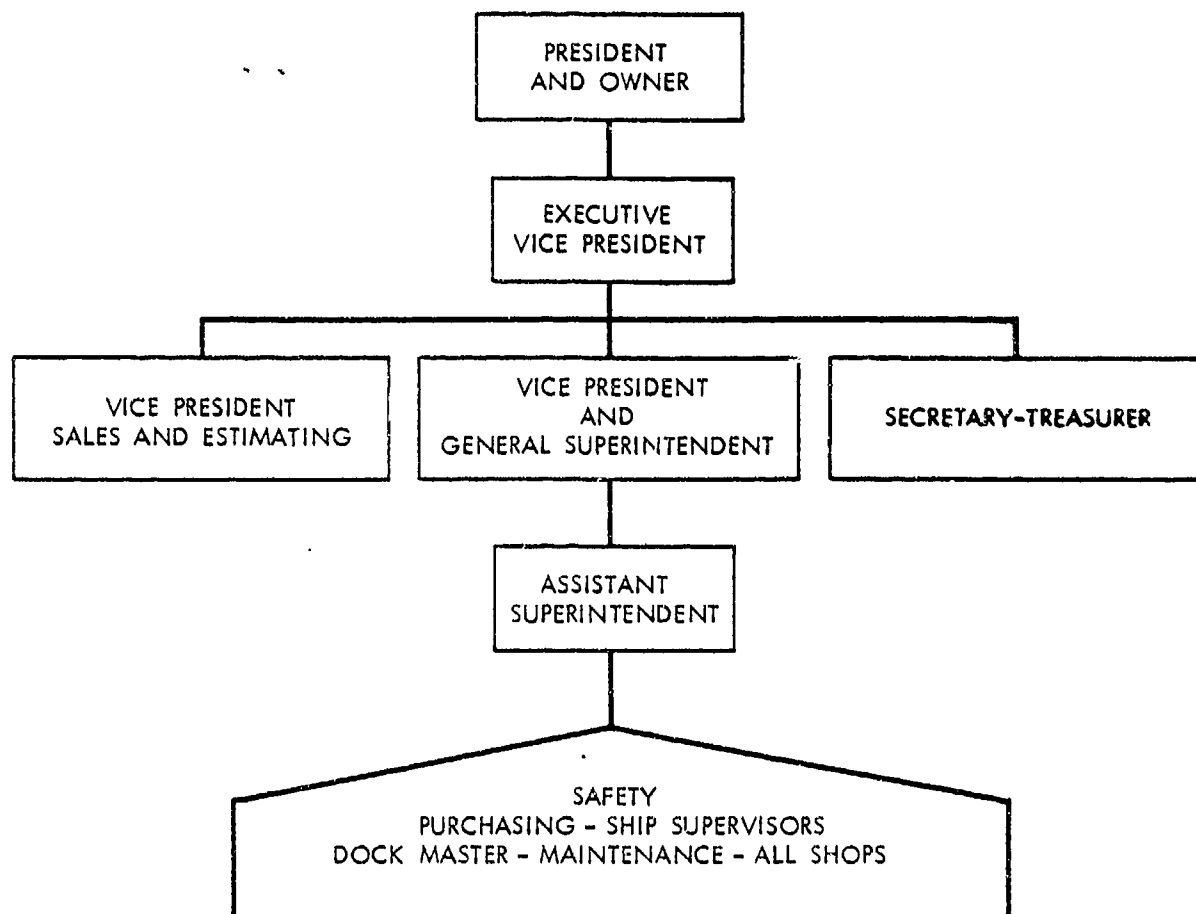 PRESIDENT
AND OWNER
EXECUTIVE
VICE PRESIDENT
VICE PRESIDENT
SALES AND ESTIMATING
VICE PRESIDENT
AND
GENERAL SUPERINTENDENT
SECRETARY-TREASURER
ASSISTANT
SUPERINTENDENT
SAFETY
PURCHASING - SHIP SUPERVISORS
DOCK MASTER - MAINTENANCE - ALL SHOPS